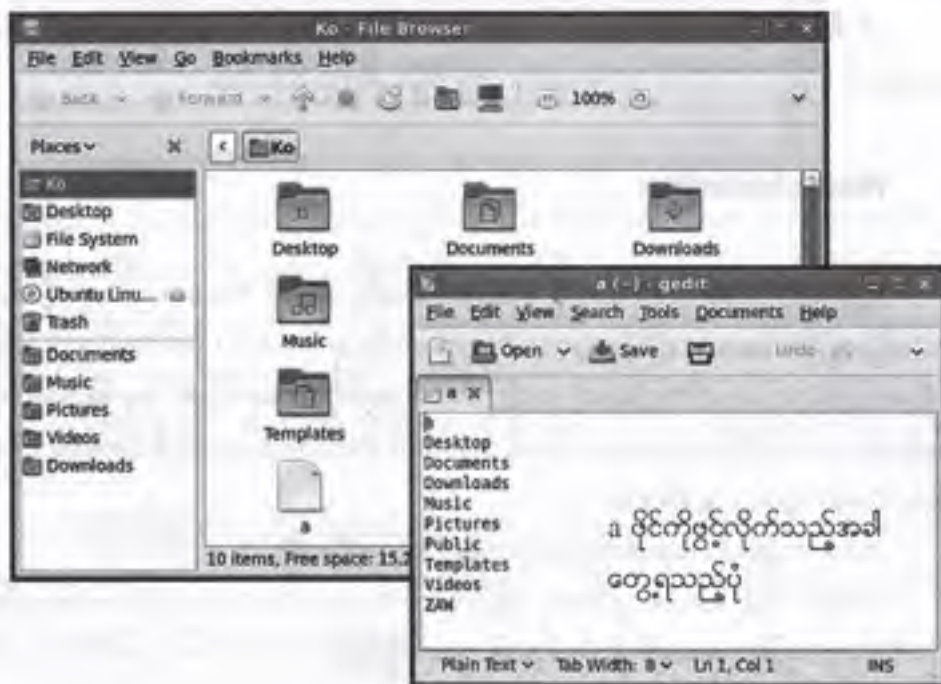 Ko - File Browser
File Edit View Go Bookmarks Help
Back Forward 100%
Places
Ko
Ko
Desktop
File System
Network
Ubuntu Linu...
Trash
Documents
Music
Pictures
Videos
Downloads
Desktop
Documents
Downloads
Music
Templates
a
10 items, Free space: 15.2
a (~) - gedit
File Edit View Search Tools Documents Help
Open Save Undo
a
a
Desktop
Documents
Downloads
Music
Pictures
Public
Templates
Videos
ZAW
a ဖိုင်ကိုဖွင့်လိုက်သည့်အခါ
တွေ့ရသည့်ပုံ
Plain Text Tab Width: 8 Ln 1, Col 1 INS